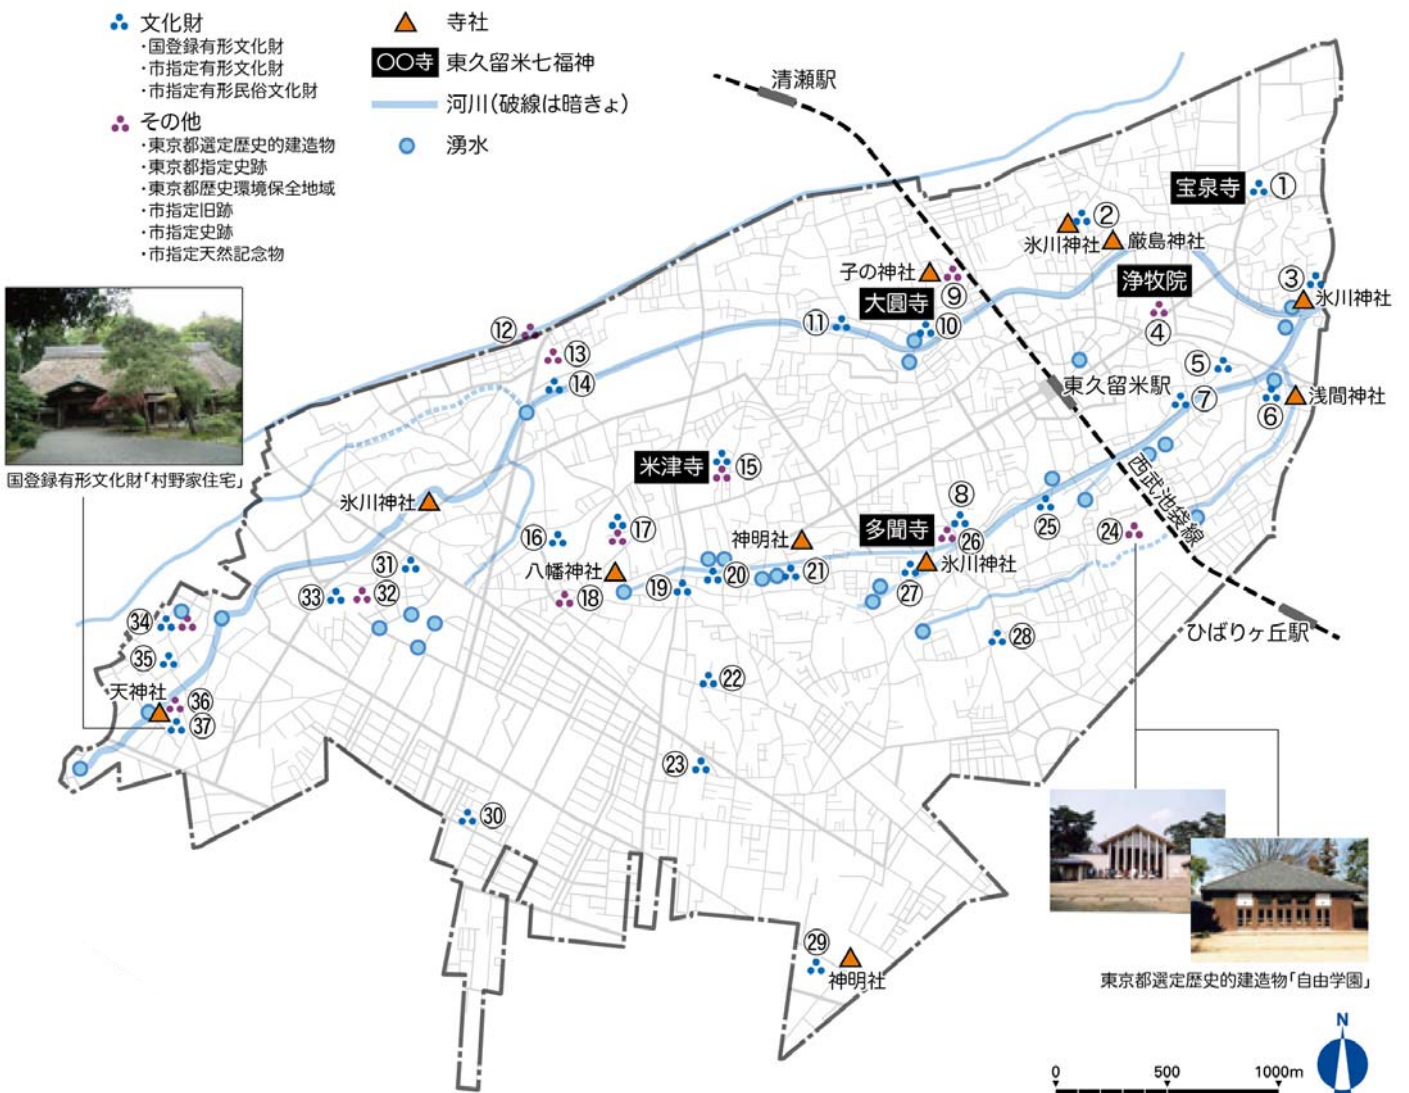 文化財
・国登録有形文化財
・市指定有形文化財
・市指定有形民俗文化財
その他
・東京都選定歴史的建造物
・東京都指定史跡
・東京都歴史環境保全地域
・市指定旧跡
・市指定史跡
・市指定天然記念物
寺社
〇〇寺 東久留米七福神
河川（破線は暗きょ）
湧水
清瀬駅
宝泉寺 ①
②
氷川神社
厳島神社
子の神社
⑨
浄牧院
④
③
氷川神社
大圓寺
⑩
⑪
⑫
⑬
⑭
⑤
東久留米駅
⑦
⑥
浅間神社
国登録有形文化財「村野家住宅」
米津寺 ⑮
西武池袋線
氷川神社
⑧
多聞寺
㉖
㉕
㉔
⑯
⑰
神明社
氷川神社
八幡神社
⑱
⑲
⑳
㉑
㉗
㉛
㉝
㉜
㉞
㉘
ひばりヶ丘駅
㉟
天神社
㊱
㊲
㉒
㉓
㉚
㉙
神明社
東京都選定歴史的建造物「自由学園」
N
0 500 1000m